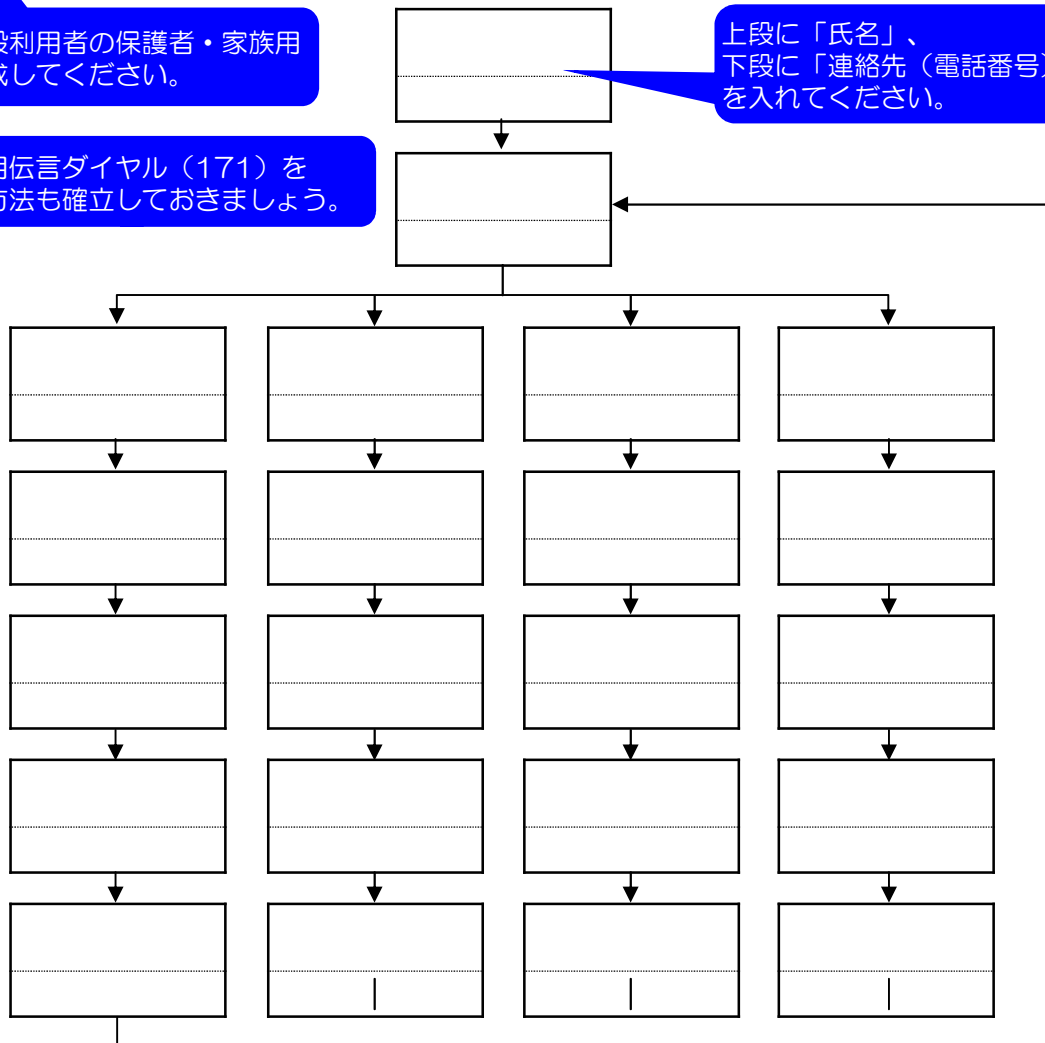 設利用者の保護者・家族用
成してください。
上段に「氏名」、
下段に「連絡先（電話番号）
を入れてください。
用伝言ダイヤル（171）を
方法も確立しておきましょう。